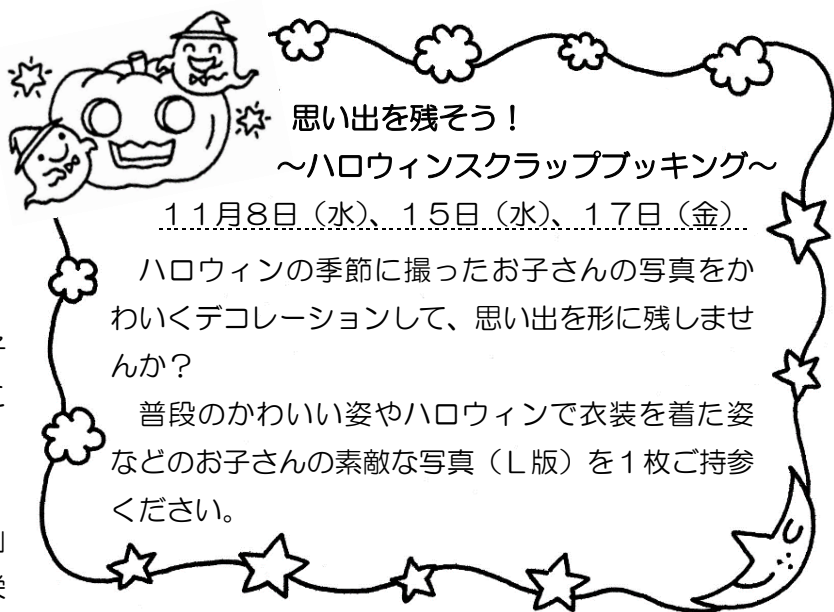 思い出を残そう！
～ハロウィンスクラップブッキング～
１１月８日（水）、１５日（水）、１７日（金）
ハロウィンの季節に撮ったお子さんの写真をか
わいくデコレーションして、思い出を形に残しませ
んか？
普段のかわいい姿やハロウィンで衣装を着た姿
などのお子さんの素敵な写真（Ｌ版）を１枚ご持参
ください。